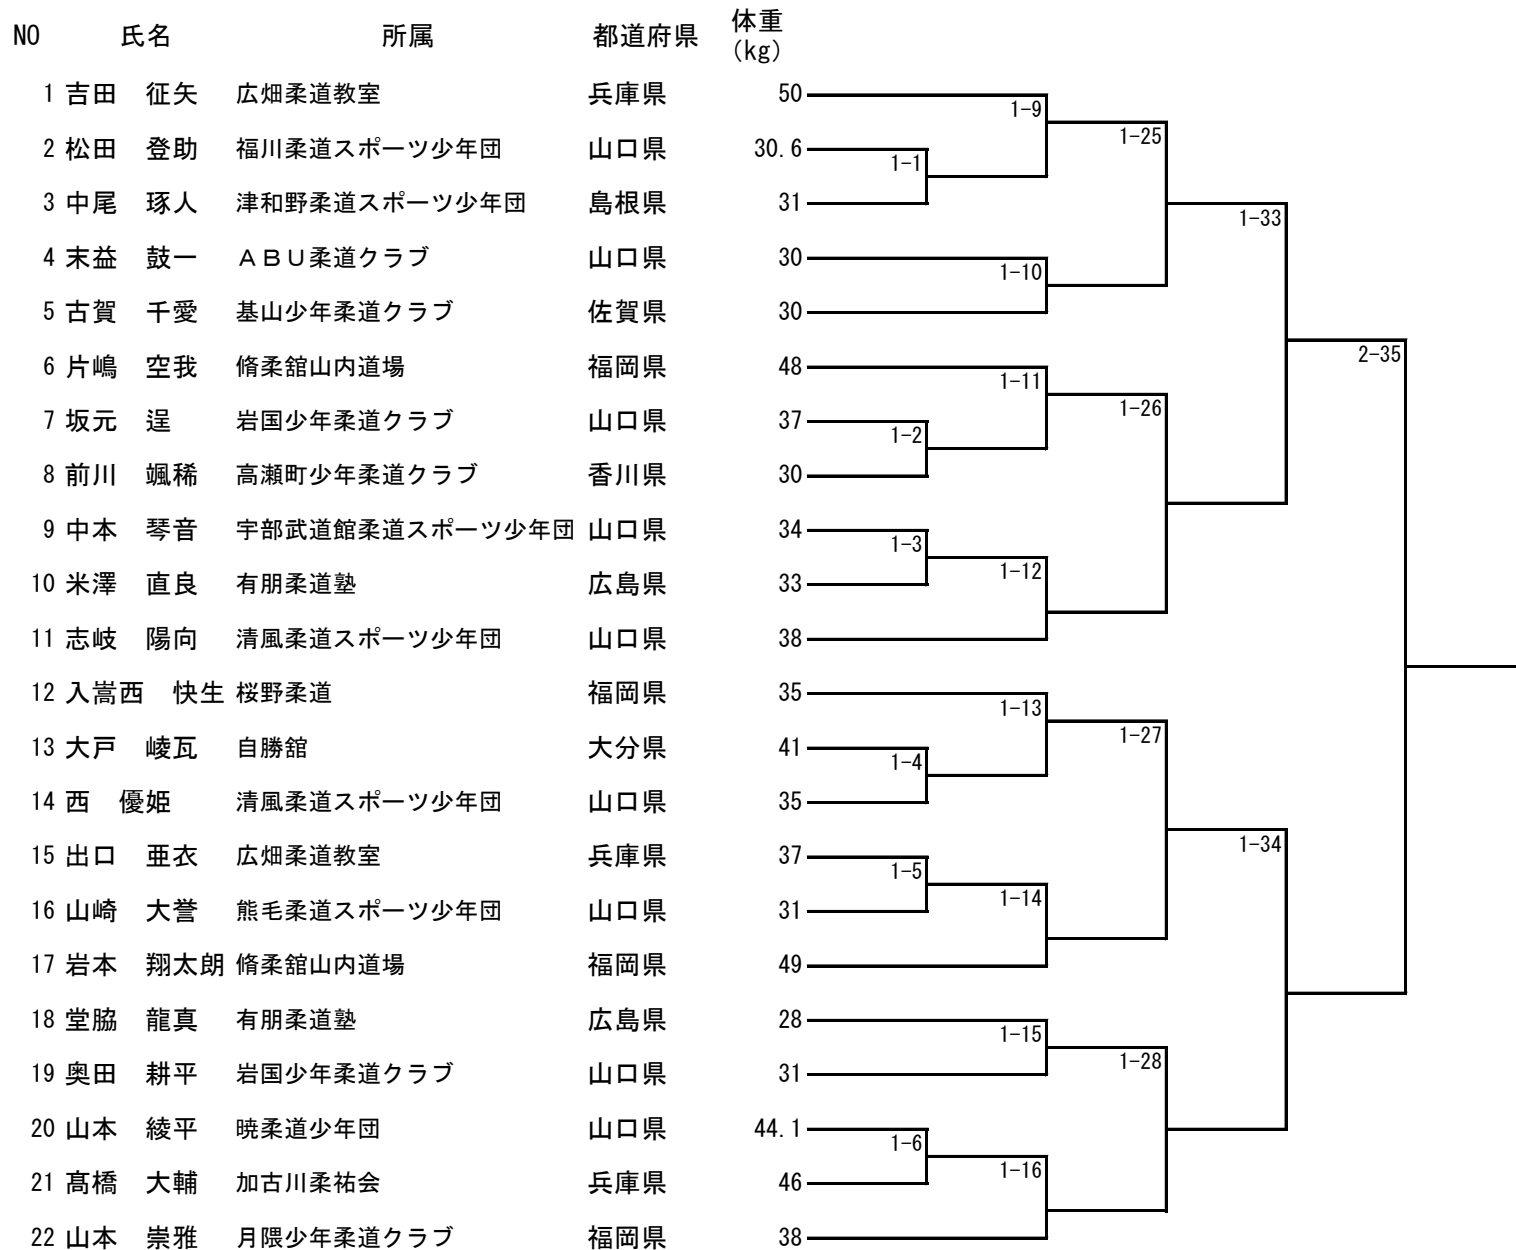 NO 氏名 所属 都道府県 体重(kg)
1 吉田 征矢 広畑柔道教室 兵庫県 50
1-9
2 松田 登助 福川柔道スポーツ少年団 山口県 30.6
1-25
1-1
3 中尾 琢人 津和野柔道スポーツ少年団 島根県 31
1-33
4 末益 鼓一 ABU柔道クラブ 山口県 30
1-10
5 古賀 千愛 基山少年柔道クラブ 佐賀県 30
2-35
6 片嶋 空我 脩柔舘山内道場 福岡県 48
1-11
1-26
7 坂元 逞 岩国少年柔道クラブ 山口県 37
1-2
8 前川 颯稀 高瀬町少年柔道クラブ 香川県 30
9 中本 琴音 宇部武道館柔道スポーツ少年団 山口県 34
1-3
1-12
10 米澤 直良 有朋柔道塾 広島県 33
11 志岐 陽向 清風柔道スポーツ少年団 山口県 38
12 入嵩西 快生 桜野柔道 福岡県 35
1-13
1-27
13 大戸 崚瓦 自勝舘 大分県 41
1-4
14 西 優姫 清風柔道スポーツ少年団 山口県 35
1-34
15 出口 亜衣 広畑柔道教室 兵庫県 37
1-5
1-14
16 山崎 大誉 熊毛柔道スポーツ少年団 山口県 31
17 岩本 翔太朗 脩柔舘山内道場 福岡県 49
18 堂脇 龍真 有朋柔道塾 広島県 28
1-15
1-28
19 奥田 耕平 岩国少年柔道クラブ 山口県 31
20 山本 綾平 暁柔道少年団 山口県 44.1
1-6
1-16
21 髙橋 大輔 加古川柔祐会 兵庫県 46
22 山本 崇雅 月隈少年柔道クラブ 福岡県 38